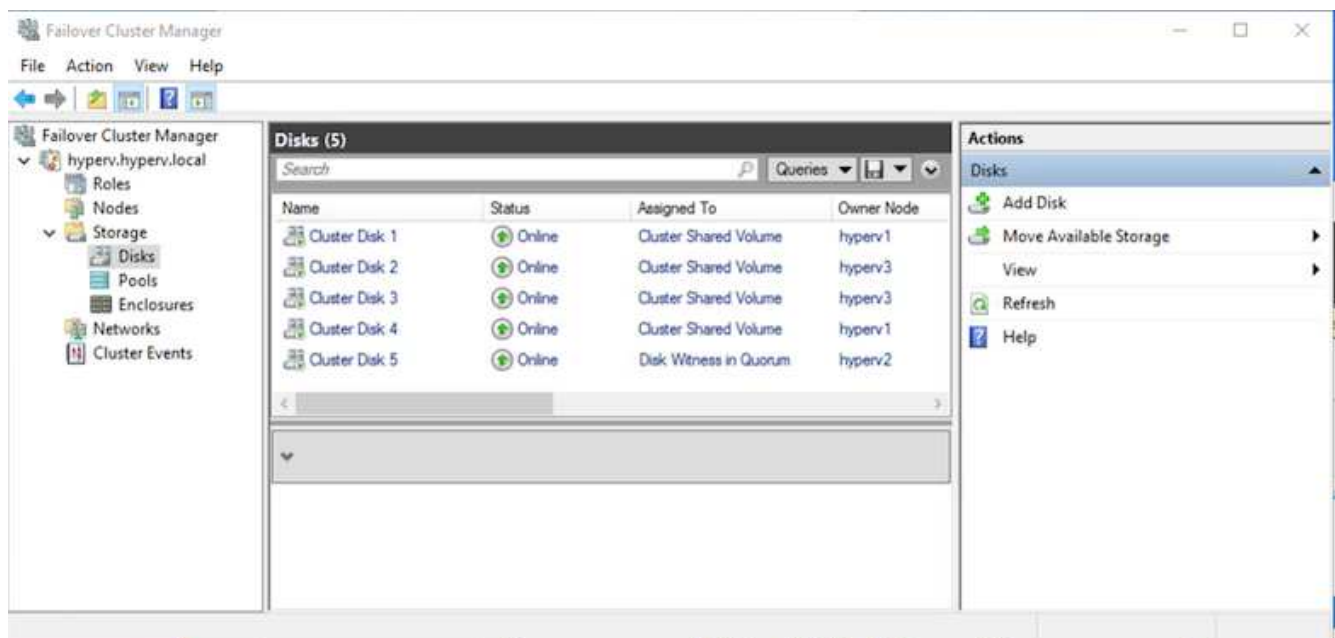 Failover Cluster Manager
File Action View Help
Failover Cluster Manager
hyperv.hyperv.local
Roles
Nodes
Storage
Disks
Pools
Enclosures
Networks
Cluster Events
Disks (5)
Search Queries
Name Status Assigned To Owner Node
Cluster Disk 1 Online Cluster Shared Volume hyperv1
Cluster Disk 2 Online Cluster Shared Volume hyperv3
Cluster Disk 3 Online Cluster Shared Volume hyperv3
Cluster Disk 4 Online Cluster Shared Volume hyperv1
Cluster Disk 5 Online Disk Witness in Quorum hyperv2
Actions
Disks
Add Disk
Move Available Storage
View
Refresh
Help